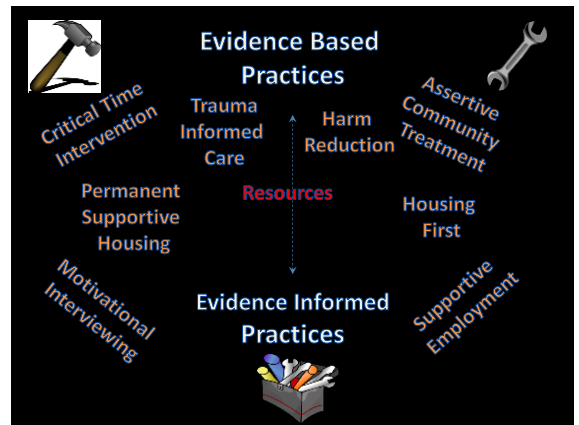 Evidence Based
Practices
Critical Time
Intervention
Trauma
Informed
Care
Harm
Reduction
Assertive
Community
Treatment
Permanent
Supportive
Housing
Resources
Housing
First
Motivational
Interviewing
Evidence Informed
Practices
Supportive
Employment